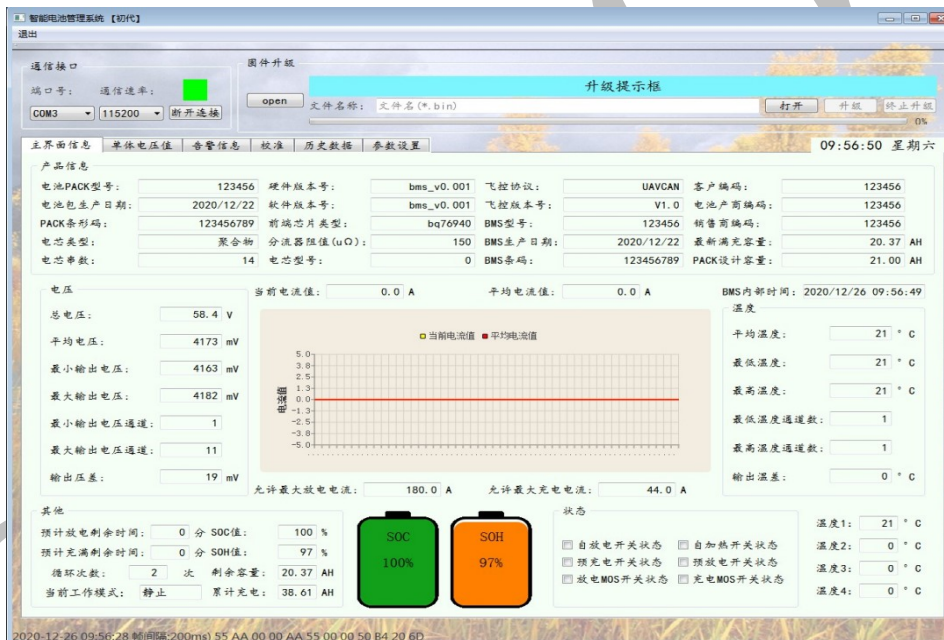 智能电池管理系统 【初代】
退出
通信接口
固件升级
端口号: 通信速率:
升级提示框
COM3 115200 断开连接
open 文件名称: 文件名(*.bin) 打开 升级 终止升级
0%
主界面信息 单体电压值 告警信息 校准 历史数据 参数设置 09:56:50 星期六
产品信息
电池PACK型号: 123456 硬件版本号: bms_v0.001 飞控协议: UAVCAN 客户编码: 123456
电池包生产日期: 2020/12/22 软件版本号: bms_v0.001 飞控版本号: V1.0 电池产商编码: 123456
PACK条形码: 123456789 前端芯片类型: bq76940 BMS型号: 123456 销售商编码: 123456
电芯类型: 聚合物 分流器阻值(uΩ): 150 BMS生产日期: 2020/12/22 最新满充容量: 20.37 AH
电芯串数: 14 电芯型号: 0 BMS条码: 123456789 PACK设计容量: 21.00 AH
电压
当前电流值: 0.0 A 平均电流值: 0.0 A BMS内部时间: 2020/12/26 09:56:49
总电压: 58.4 V
平均电压: 4173 mV
最小输出电压: 4163 mV
最大输出电压: 4182 mV
最小输出电压通道: 1
最大输出电压通道: 11
输出压差: 19 mV
当前电流值 平均电流值
电流值
5.0
3.8
2.5
1.3
0.0
-1.3
-2.5
-3.8
-5.0
允许最大放电电流: 180.0 A 允许最大充电电流: 44.0 A
温度
平均温度: 21 °C
最低温度: 21 °C
最高温度: 21 °C
最低温度通道数: 1
最高温度通道数: 1
输出温差: 0 °C
其他
预计放电剩余时间: 0 分 SOC值: 100 %
预计充满剩余时间: 0 分 SOH值: 97 %
循环次数: 2 次 剩余容量: 20.37 AH
当前工作模式: 静止 累计充电: 38.61 AH
SOC
100%
SOH
97%
状态
自放电开关状态 自加热开关状态
预充电开关状态 预放电开关状态
放电MOS开关状态 充电MOS开关状态
温度1: 21 °C
温度2: 0 °C
温度3: 0 °C
温度4: 0 °C
2020-12-26 09:56:28 帧间隔:200ms) 55 AA 00 00 AA 55 00 00 50 B4 20 6D